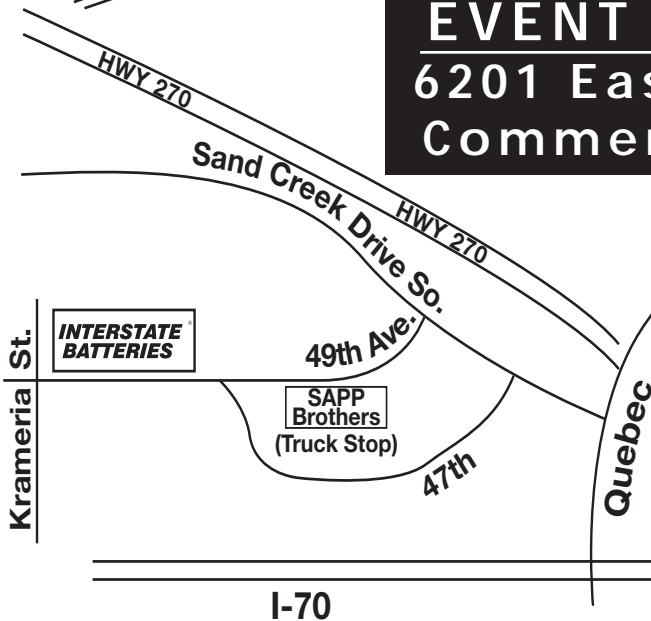 EVENT
6201 Eas
Commer
HWY 270
Sand Creek Drive So.
HWY 270
INTERSTATE
BATTERIES
49th Ave.
Krameria St.
SAPP
Brothers
(Truck Stop)
47th
Quebec
I-70